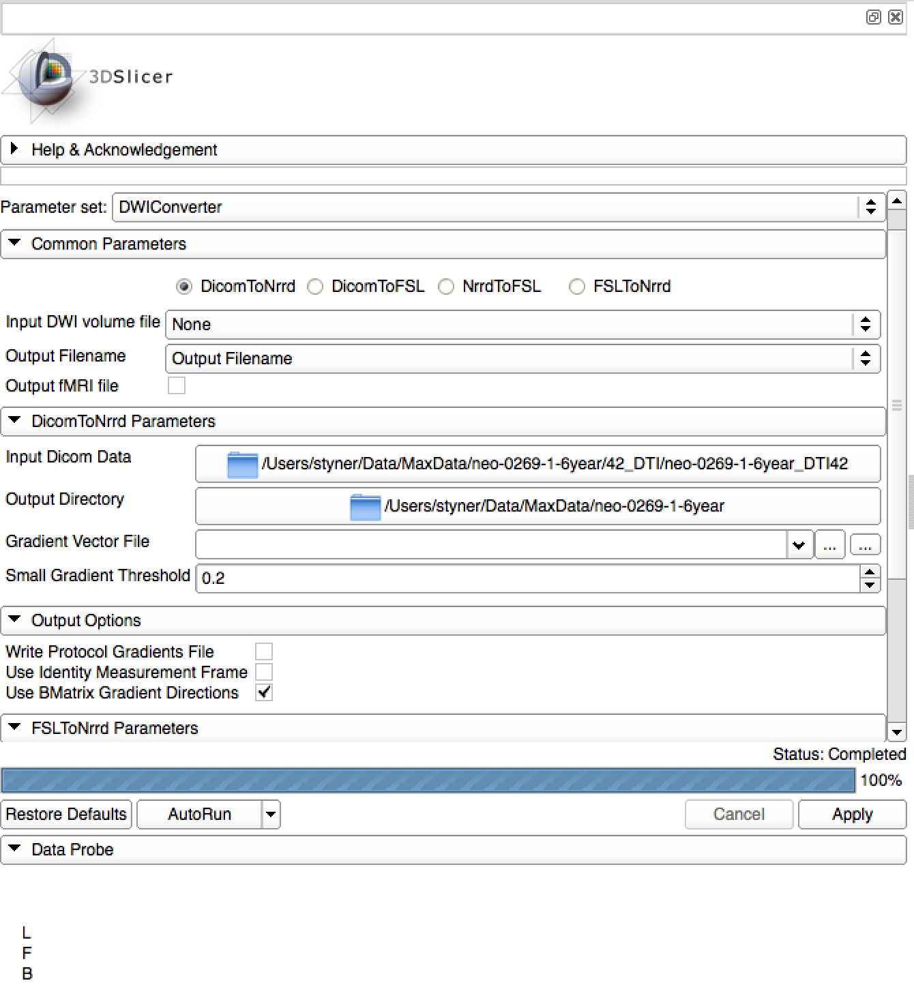 3DSlicer
Help & Acknowledgement
Parameter set: DWIConverter
Common Parameters
DicomToNrrd DicomToFSL NrrdToFSL FSLToNrrd
Input DWI volume file None
Output Filename Output Filename
Output fMRI file
DicomToNrrd Parameters
Input Dicom Data /Users/styner/Data/MaxData/neo-0269-1-6year/42_DTI/neo-0269-1-6year_DTI42
Output Directory /Users/styner/Data/MaxData/neo-0269-1-6year
Gradient Vector File ... ...
Small Gradient Threshold 0.2
Output Options
Write Protocol Gradients File
Use Identity Measurement Frame
Use BMatrix Gradient Directions
FSLToNrrd Parameters
Status: Completed
100%
Restore Defaults AutoRun Cancel Apply
Data Probe
L
F
B